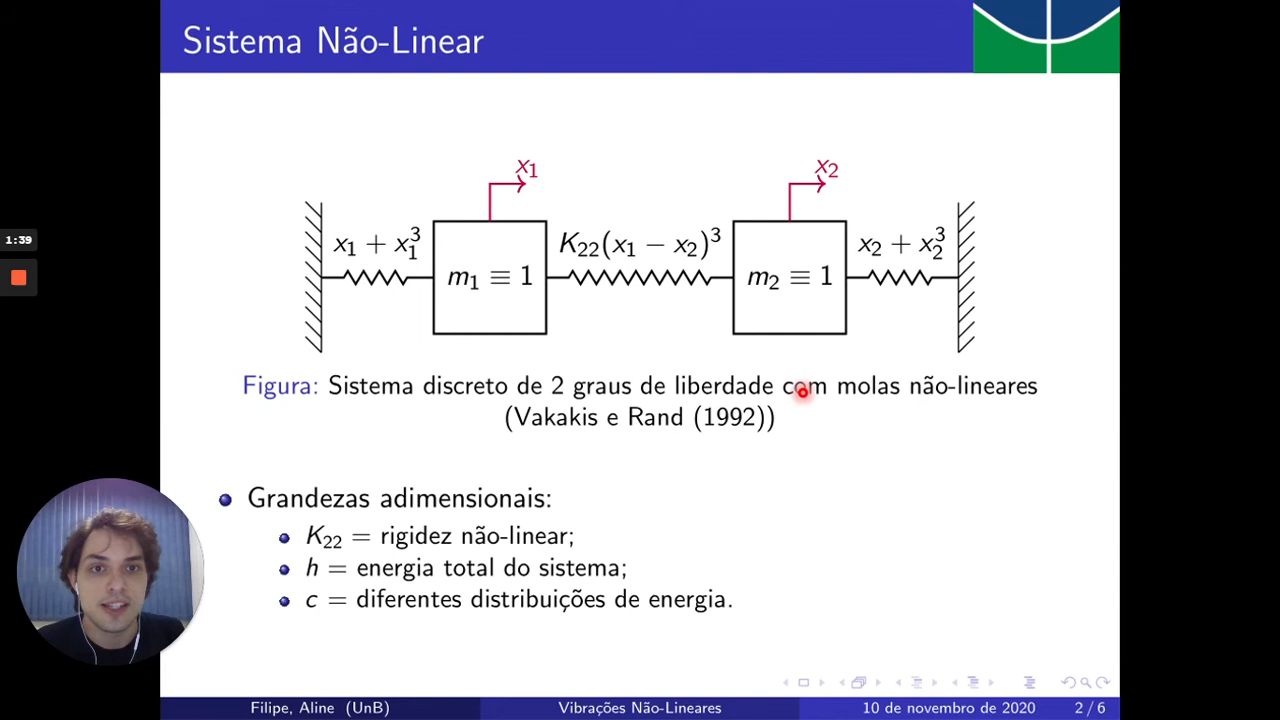 Sistema Não-Linear
x₁
x₂
x₁ + x₁³
K₂₂(x₁ − x₂)³
x₂ + x₂³
m₁ ≡ 1
m₂ ≡ 1
1:39
Figura: Sistema discreto de 2 graus de liberdade com molas não-lineares
(Vakakis e Rand (1992))
Grandezas adimensionais:
K₂₂ = rigidez não-linear;
h = energia total do sistema;
c = diferentes distribuições de energia.
Filipe, Aline (UnB) Vibrações Não-Lineares 10 de novembro de 2020 2 / 6